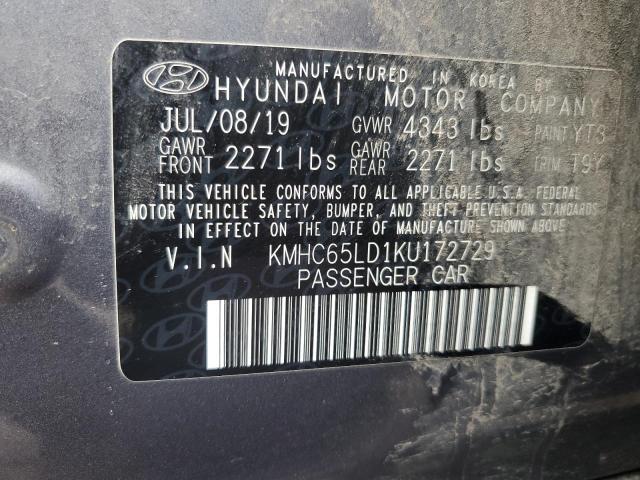 MANUFACTURED IN KOREA BY
HYUNDAI MOTOR COMPANY
JUL/08/19 GVWR 4343 lbs PAINT YT3
GAWR FRONT 2271 lbs GAWR REAR 2271 lbs TRIM T9Y
THIS VEHICLE CONFORMS TO ALL APPLICABLE U.S.A. FEDERAL
MOTOR VEHICLE SAFETY, BUMPER, AND THEFT PREVENTION STANDARDS
IN EFFECT ON THE DATE OF MANUFACTURE SHOWN ABOVE
V.I.N KMHC65LD1KU172729
PASSENGER CAR